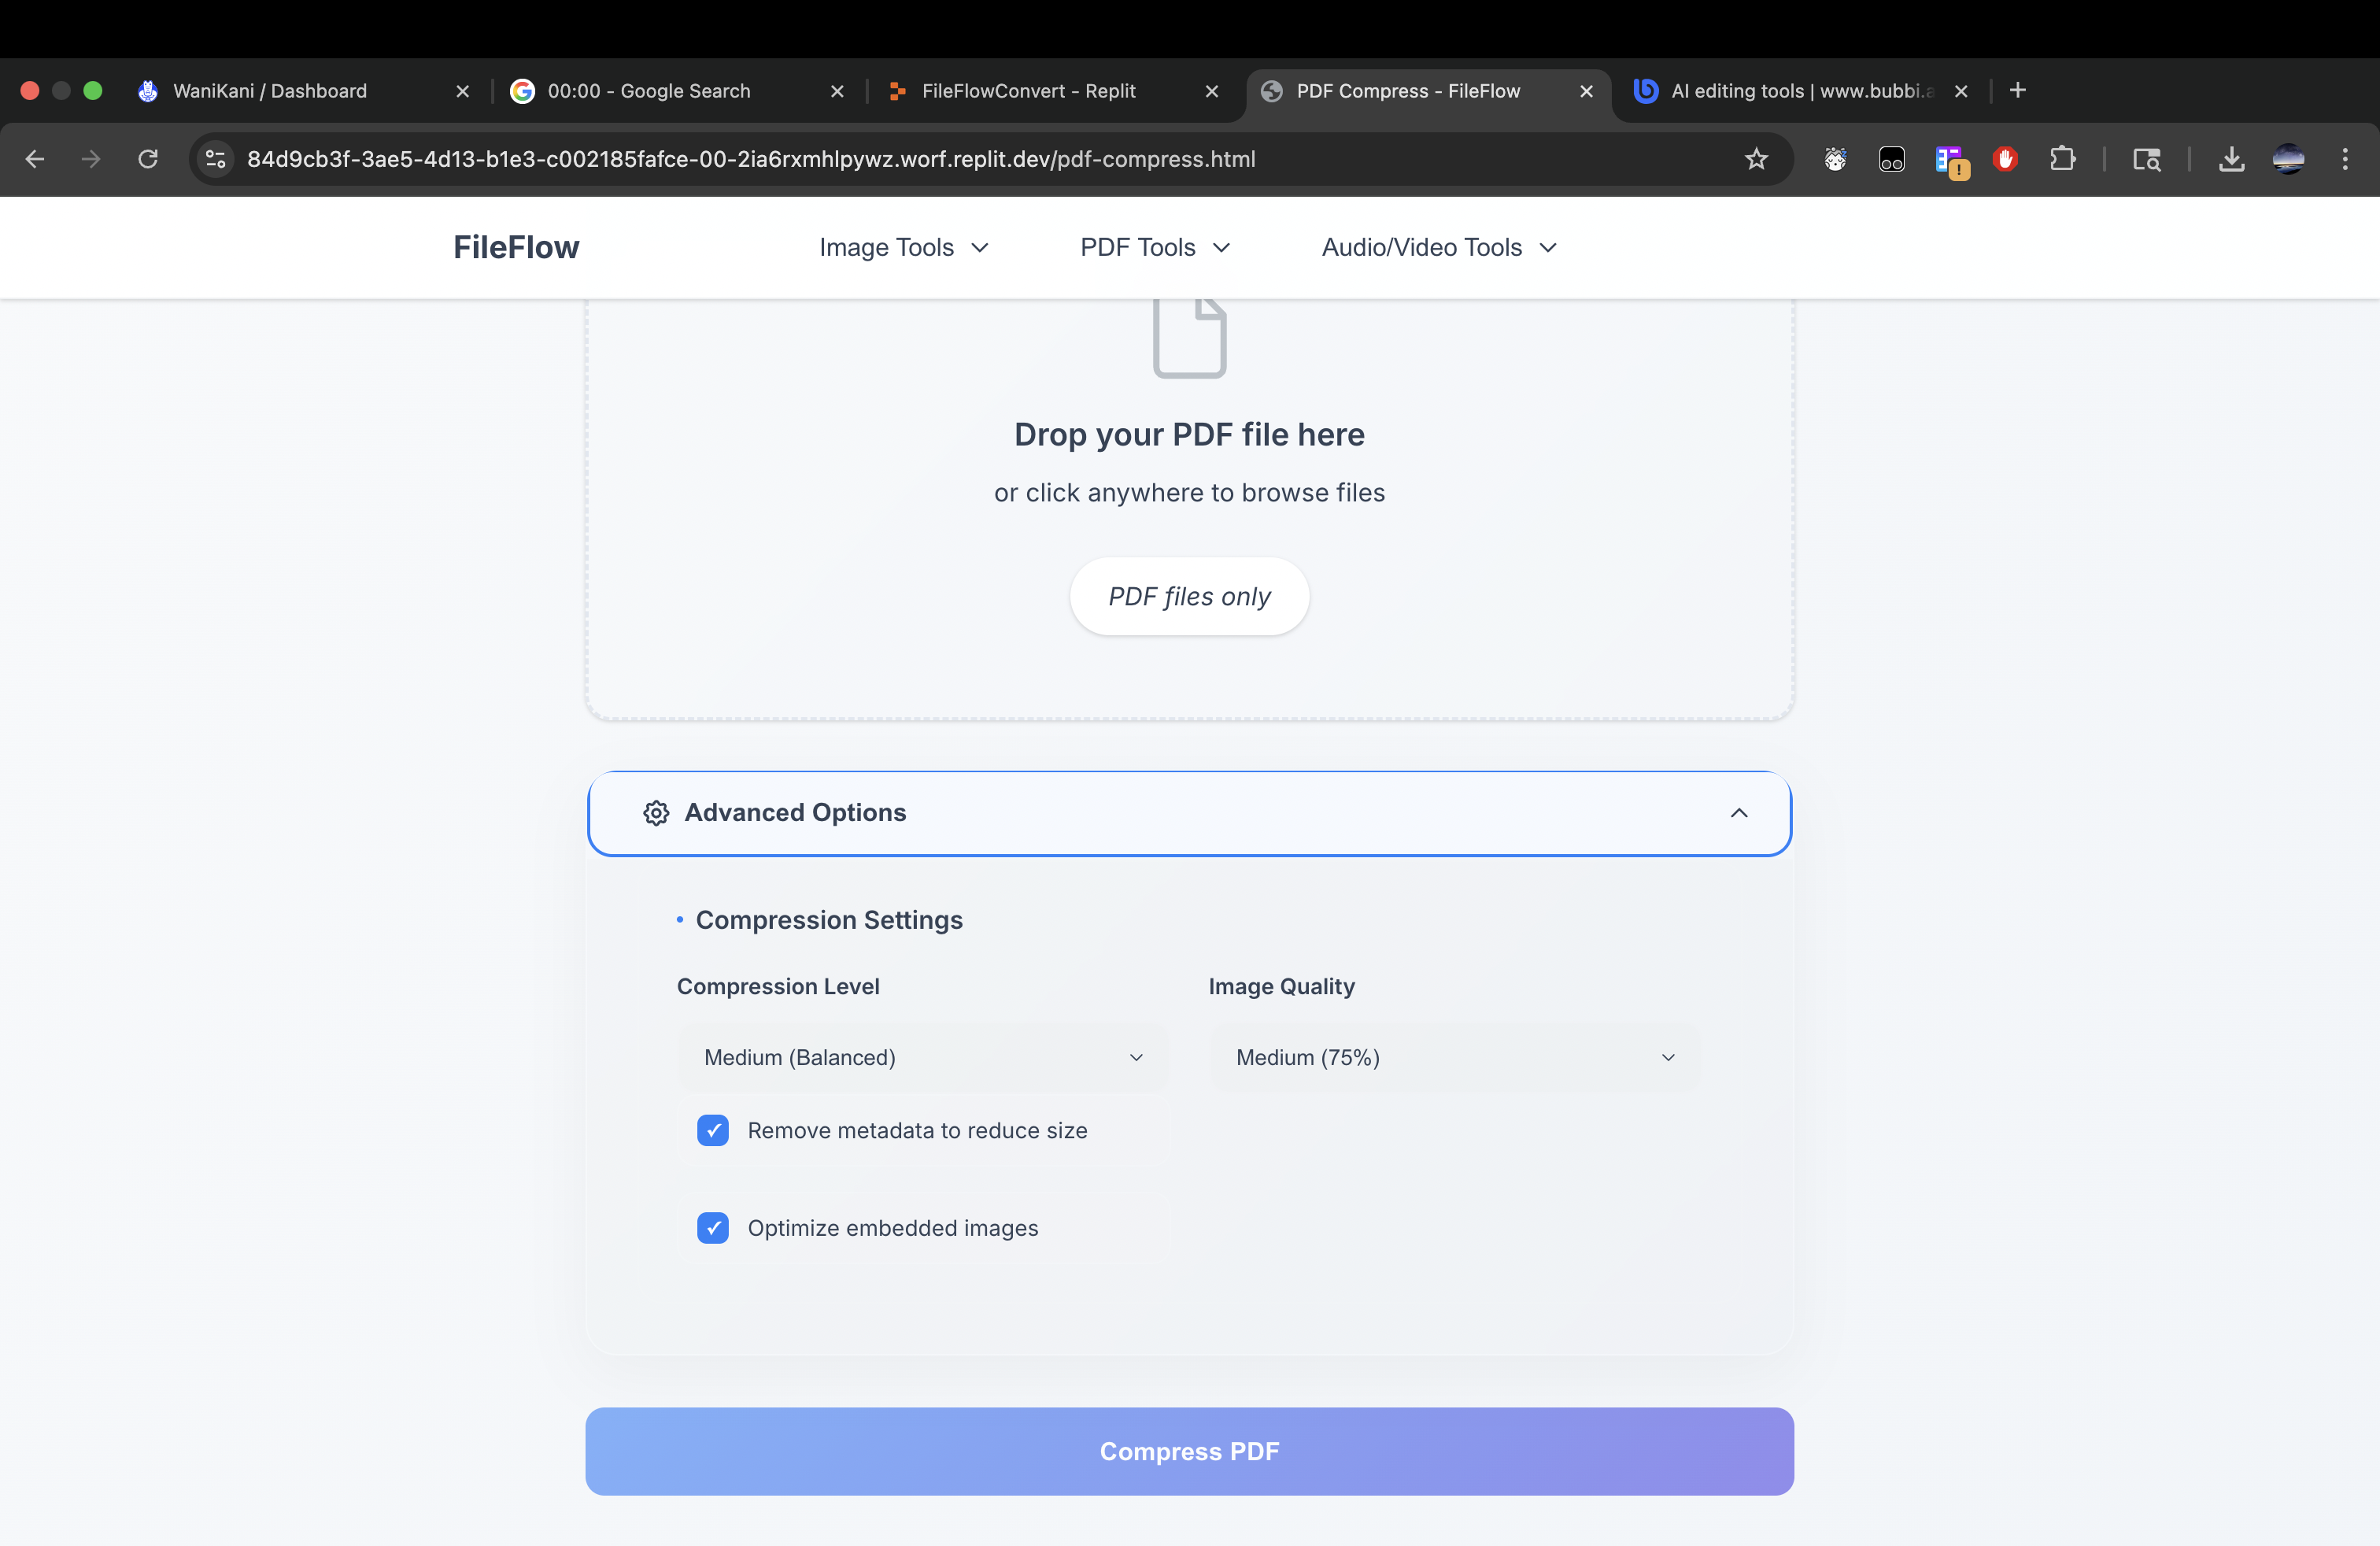 WaniKani / Dashboard
00:00 - Google Search
FileFlowConvert - Replit
PDF Compress - FileFlow
AI editing tools | www.bubbi.a
84d9cb3f-3ae5-4d13-b1e3-c002185fafce-00-2ia6rxmhlpywz.worf.replit.dev/pdf-compress.html
FileFlow
Image Tools
PDF Tools
Audio/Video Tools
Drop your PDF file here
or click anywhere to browse files
PDF files only
Advanced Options
• Compression Settings
Compression Level
Image Quality
Medium (Balanced)
Medium (75%)
Remove metadata to reduce size
Optimize embedded images
Compress PDF